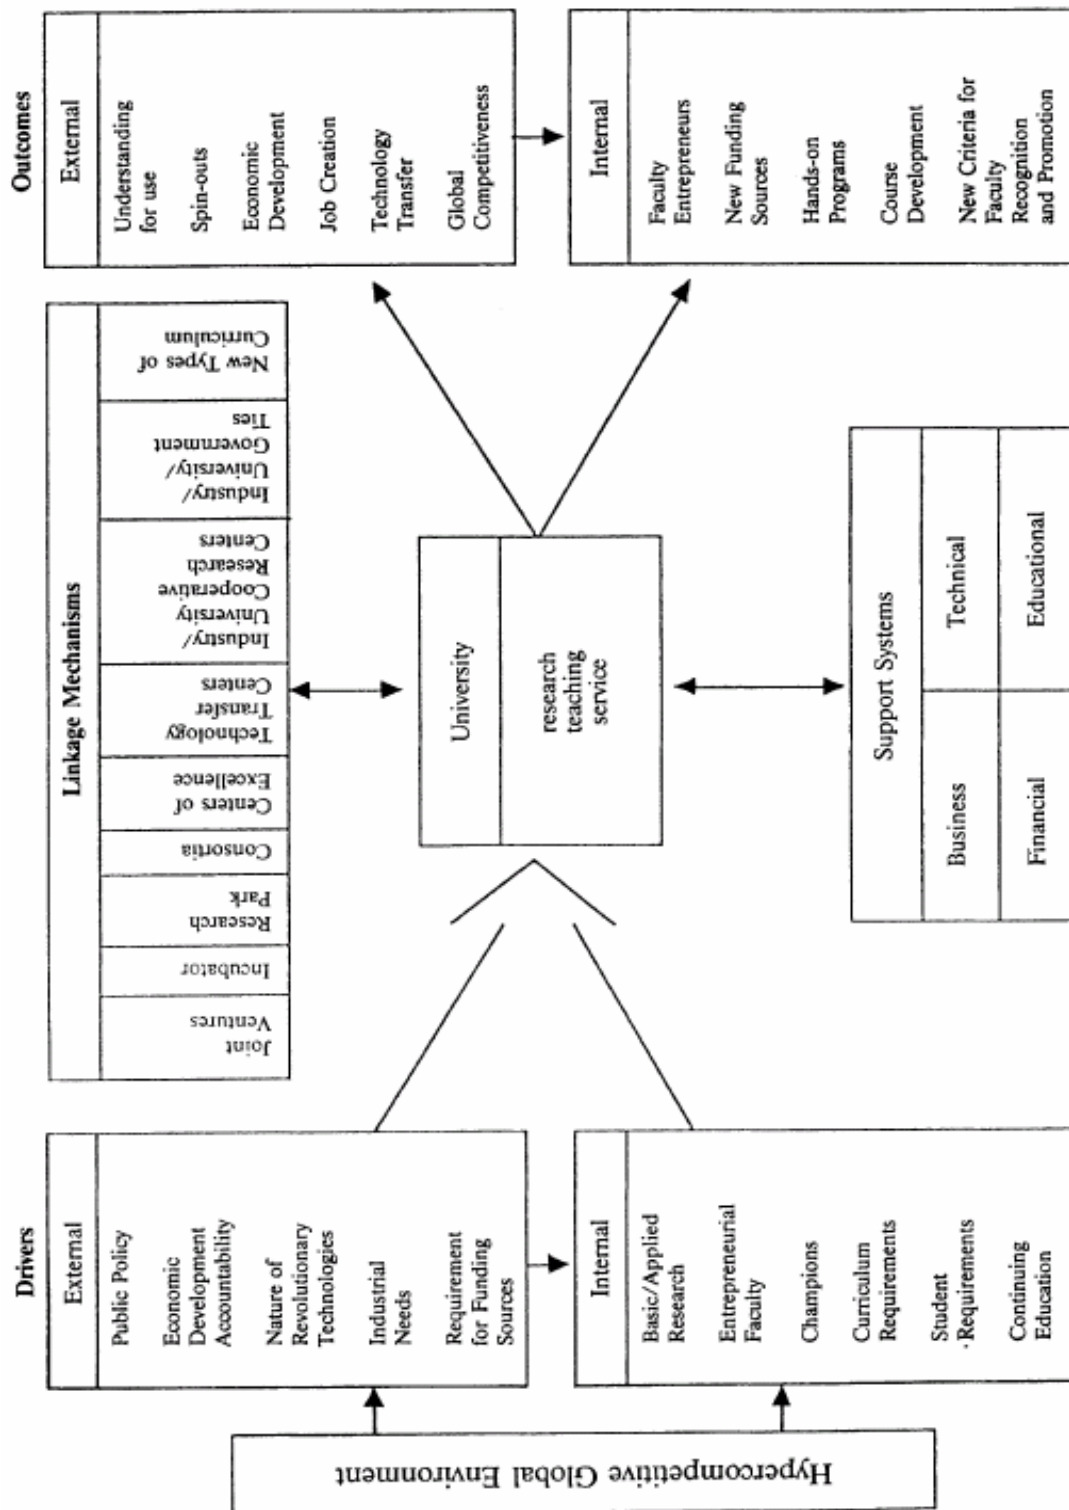 Hypercompetitive Global Environment
Drivers
External
Public Policy
Economic
Development
Accountability
Nature of
Revolutionary
Technologies
Industrial
Needs
Requirement
for Funding
Sources
Internal
Basic/Applied
Research
Entrepreneurial
Faculty
Champions
Curriculum
Requirements
Student
Requirements
Continuing
Education
Linkage Mechanisms
Joint
Ventures
Incubator
Research
Park
Consortia
Centers of
Excellence
Technology
Transfer
Centers
Industry/
University
Cooperative
Research
Centers
Industry/
University/
Government
Ties
New Types of
Curriculum
University
research
teaching
service
Support Systems
Business
Technical
Financial
Educational
Outcomes
External
Understanding
for use
Spin-outs
Economic
Development
Job Creation
Technology
Transfer
Global
Competitiveness
Internal
Faculty
Entrepreneurs
New Funding
Sources
Hands-on
Programs
Course
Development
New Criteria for
Faculty
Recognition
and Promotion